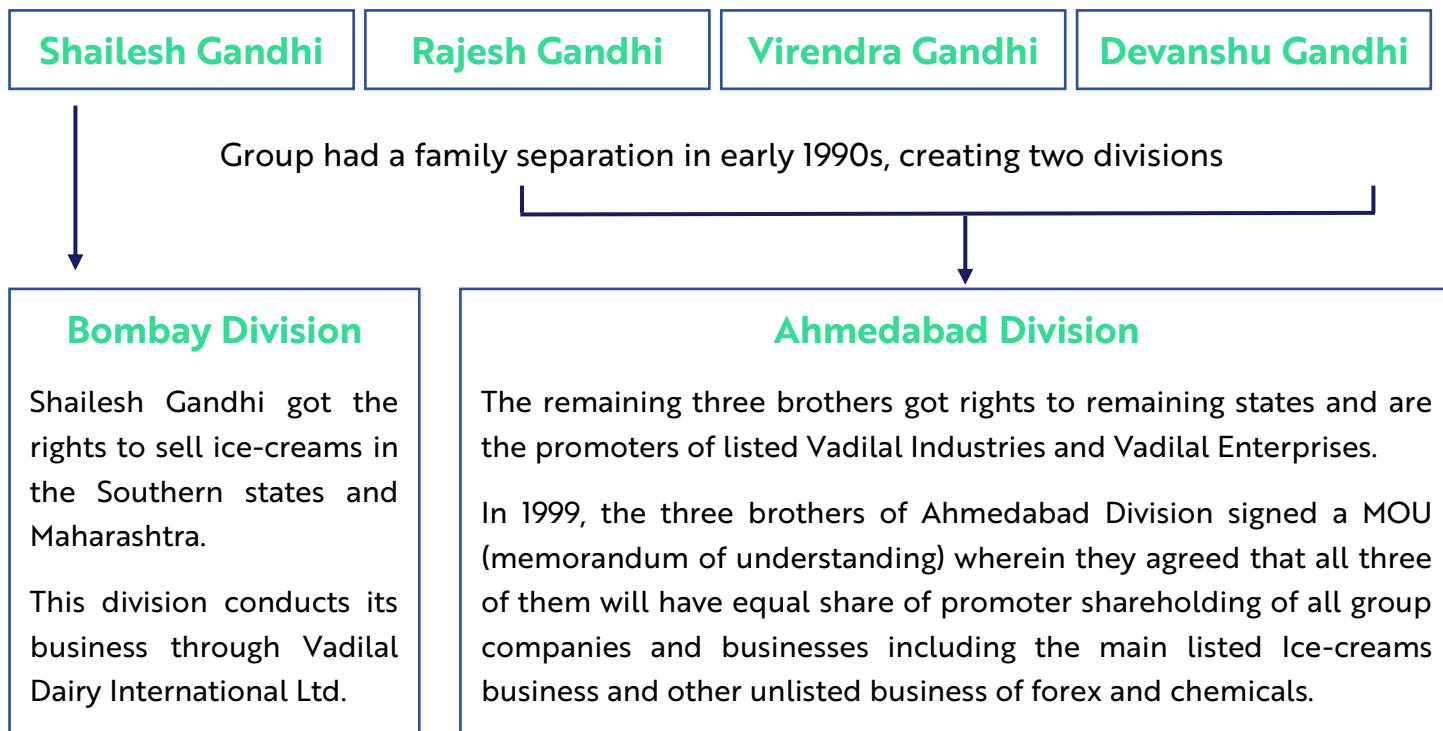 Shailesh Gandhi
Rajesh Gandhi
Virendra Gandhi
Devanshu Gandhi
Group had a family separation in early 1990s, creating two divisions
Bombay Division
Shailesh Gandhi got the
rights to sell ice-creams in
the Southern states and
Maharashtra.
This division conducts its
business through Vadilal
Dairy International Ltd.
Ahmedabad Division
The remaining three brothers got rights to remaining states and are
the promoters of listed Vadilal Industries and Vadilal Enterprises.
In 1999, the three brothers of Ahmedabad Division signed a MOU
(memorandum of understanding) wherein they agreed that all three
of them will have equal share of promoter shareholding of all group
companies and businesses including the main listed Ice-creams
business and other unlisted business of forex and chemicals.